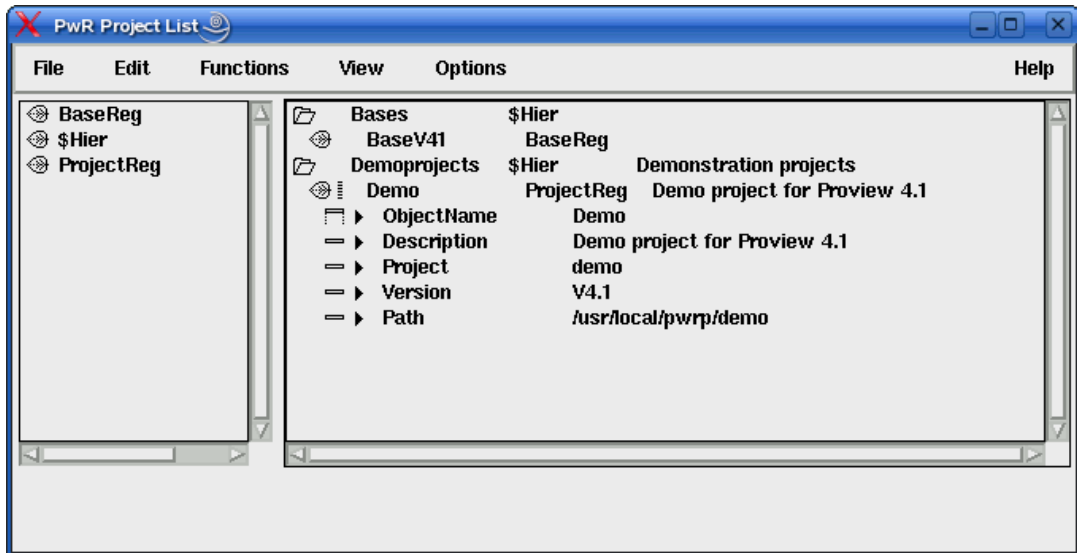 PwR Project List
File Edit Functions View Options Help
BaseReg
$Hier
ProjectReg
Bases $Hier
BaseV41 BaseReg
Demoprojects $Hier Demonstration projects
Demo ProjectReg Demo project for Proview 4.1
ObjectName Demo
Description Demo project for Proview 4.1
Project demo
Version V4.1
Path /usr/local/pwrp/demo